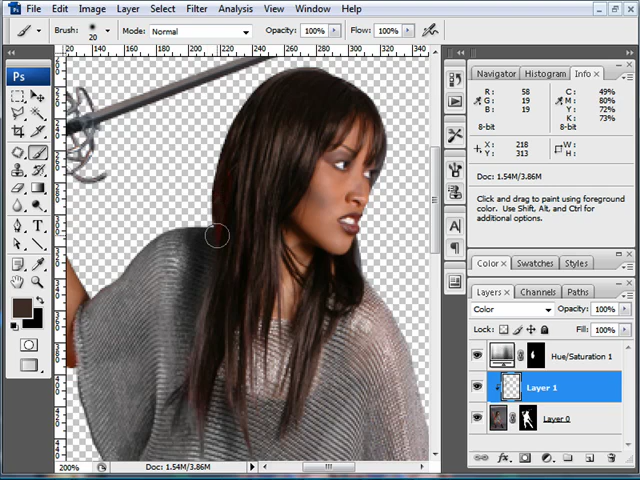 File Edit Image Layer Select Filter Analysis View Window Help
Brush: 20 Mode: Normal Opacity: 100% Flow: 100%
Ps
Navigator Histogram Info
R: 58 C: 49%
G: 19 M: 80%
B: 19 Y: 72%
K: 73%
8-bit 8-bit
X: 218 W:
Y: 313 H:
Doc: 1.54M/3.86M
Click and drag to paint using foreground
color. Use Shift, Alt, and Ctrl for
additional options.
Color Swatches Styles
Layers Channels Paths
Color Opacity: 100%
Lock: Fill: 100%
Hue/Saturation 1
Layer 1
Layer 0
200% Doc: 1.54M/3.86M